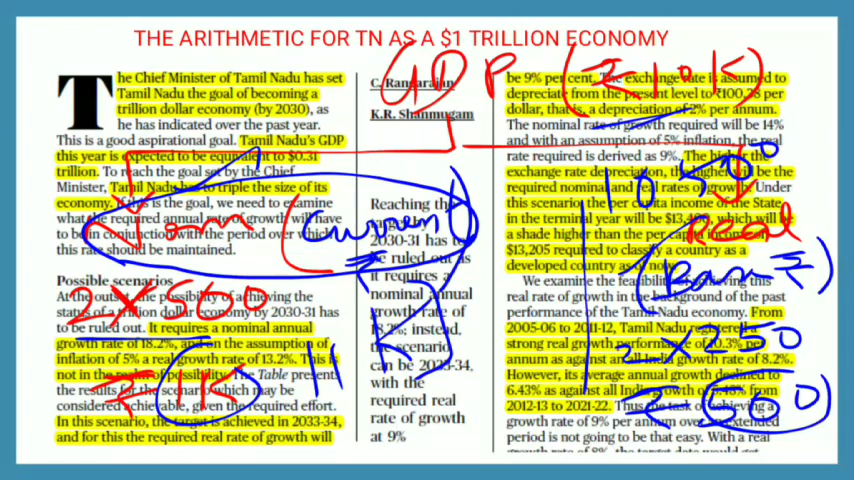 THE ARITHMETIC FOR TN AS A $1 TRILLION ECONOMY
The Chief Minister of Tamil Nadu has set
Tamil Nadu the goal of becoming a
trillion dollar economy (by 2030), as
he has indicated over the past year.
This is a good aspirational goal. Tamil Nadu's GDP
this year is expected to be equivalent to $0.31
trillion. To reach the goal set by the Chief
Minister, Tamil Nadu has to triple the size of its
economy. If this is the goal, we need to examine
what the required annual rate of growth will have
to be in conjunction with the period over which
this rate should be maintained.
Possible scenarios
At the outset, the possibility of achieving the
status of a trillion dollar economy by 2030-31 has
to be ruled out. It requires a nominal annual
growth rate of 18.2%, and on the assumption of
inflation of 5% a real growth rate of 13.2%. This is
not in the realm of possibility. The Table presents
the results for the scenario which may be
considered achievable, given the required effort.
In this scenario, the target is achieved in 2033-34,
and for this the required real rate of growth will
C. Rangarajan
K.R. Shanmugam
Reaching the
target by
2030-31 has to
be ruled out as
it requires a
nominal annual
growth rate of
18.2%; instead,
the scenario
can be 2033-34,
with the
required real
rate of growth
at 9%
be 9% per cent. The exchange rate is assumed to
depreciate from the present level to ₹100,28 per
dollar, that is, a depreciation of 2% per annum.
The nominal rate of growth required will be 14%
and with an assumption of 5% inflation, the real
rate required is derived as 9%. The higher the
exchange rate depreciation, the higher will be the
required nominal and real rates of growth. Under
this scenario the per capita income of the State
in the terminal year will be $13, which will be
a shade higher than the per capita income of
$13,205 required to classify a country as a
developed country as of now.
We examine the feasibility of achieving this
real rate of growth in the background of the past
performance of the Tamil Nadu economy. From
2005-06 to 2011-12, Tamil Nadu registered a
strong real growth performance of 10.3% per
annum as against an all India growth rate of 8.2%.
However, its average annual growth declined to
6.43% as against all India growth of from
2012-13 to 2021-22. Thus the task of achieving a
growth rate of 9% per annum over an extended
period is not going to be that easy. With a real
growth rate of 8%, the target date would get
GDP (₹10K)
Nom (Current)
Real
(Base ₹)
2 × 500
= 1K
11K
10 500
2 × 250
= 500